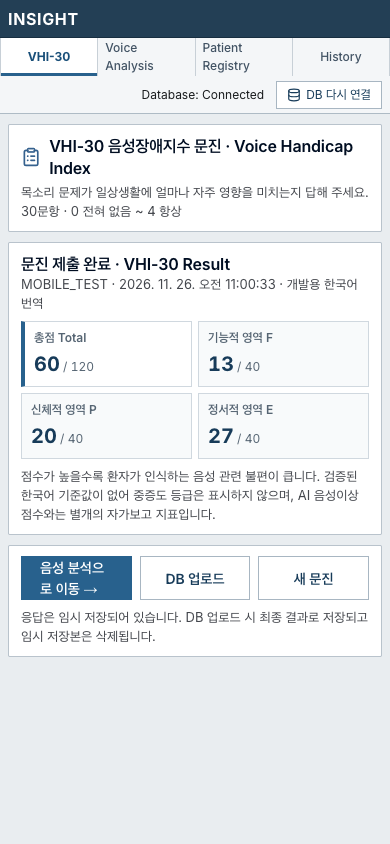 INSIGHT
VHI-30
Voice
Analysis
Patient
Registry
History
Database: Connected
DB 다시 연결
VHI-30 음성장애지수 문진 · Voice Handicap
Index
목소리 문제가 일상생활에 얼마나 자주 영향을 미치는지 답해 주세요.
30문항 · 0 전혀 없음 ~ 4 항상
문진 제출 완료 · VHI-30 Result
MOBILE_TEST · 2026. 11. 26. 오전 11:00:33 · 개발용 한국어
번역
총점 Total
60 / 120
기능적 영역 F
13 / 40
신체적 영역 P
20 / 40
정서적 영역 E
27 / 40
점수가 높을수록 환자가 인식하는 음성 관련 불편이 큽니다. 검증된
한국어 기준값이 없어 중증도 등급은 표시하지 않으며, AI 음성이상
점수와는 별개의 자가보고 지표입니다.
음성 분석으
로 이동 →
DB 업로드
새 문진
응답은 임시 저장되어 있습니다. DB 업로드 시 최종 결과로 저장되고
임시 저장본은 삭제됩니다.